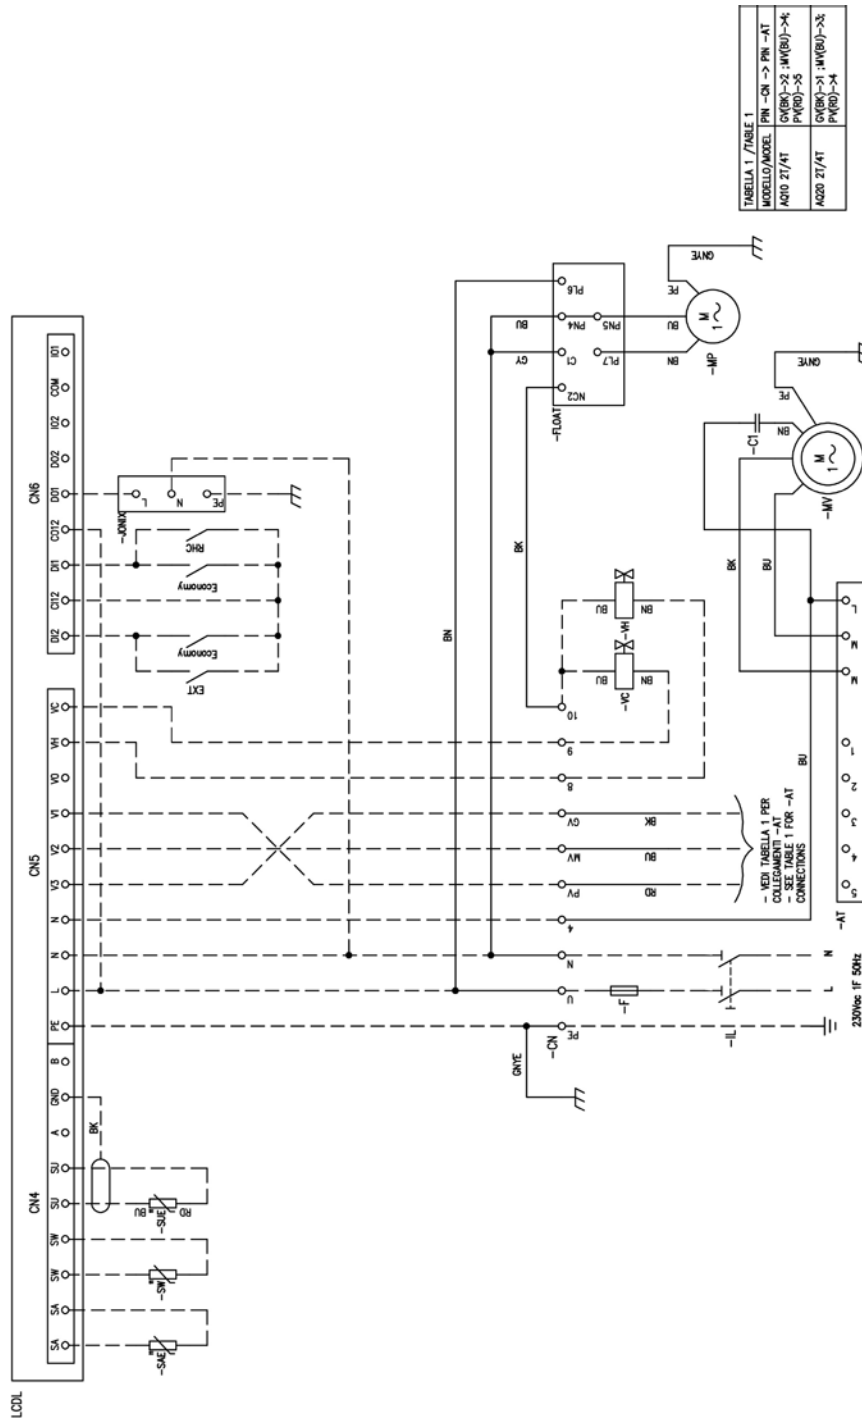 LCDL
CN4
CN5
CN6
SA
SA
SW
SW
SU
SU
A
GND
B
PE
L
N
N
V3
V2
V1
VO
VH
VC
DI2
CI12
DI1
CO12
DO1
DO2
IO2
COM
IO1
-SAE
-SW
-SUE
BU
RD
BK
EXT
Economy
Economy
RHC
-JONIX
L
N
PE
BN
BK
GY
BU
-CN
PE
U
N
4
PV
MV
GV
8
9
10
GNYE
RD
BU
BK
-VC
BU
BN
-VH
BU
BN
-FLOAT
NC2
C1
PN4
PL6
PL7
PN5
BN
BU
PE
GNYE
M
1~
-MP
-F
-IL
L
N
230Vac 1F 50Hz
- VEDI TABELLA 1 PER
COLLEGAMENTI -AT
- SEE TABLE 1 FOR -AT
CONNECTIONS
BU
BK
BU
-AT
5
4
3
2
1
M
M
L
-C1
BN
PE
GNYE
M
1~
-MV
TABELLA 1 /TABLE 1
MODELLO/MODEL PIN -CN -> PIN -AT
AQ10 2T/4T GV(BK)->2 ;MV(BU)->4;
PV(RD)->5
AQ20 2T/4T GV(BK)->1 ;MV(BU)->3;
PV(RD)->4